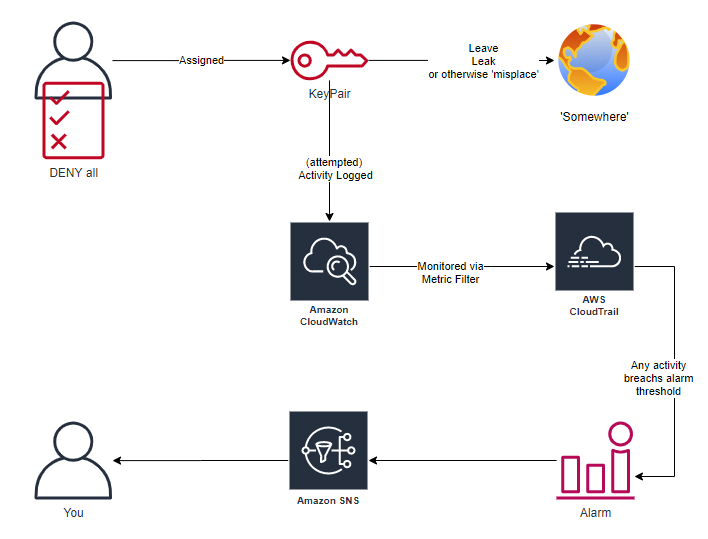 Assigned
KeyPair
Leave
Leak
or otherwise 'misplace'
'Somewhere'
DENY all
(attempted)
Activity Logged
Amazon
CloudWatch
Monitored via
Metric Filter
AWS
CloudTrail
Any activity
breachs alarm
threshold
You
Amazon SNS
Alarm